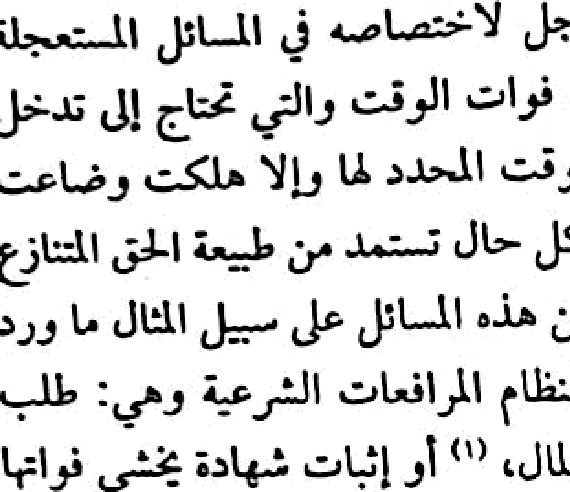 جل لاختصاصه في المسائل المستعجلة
فوات الوقت والتي تحتاج إلى تدخل
وقت المحدد لها وإلا هلكت وضاعت
كل حال تستمد من طبيعة الحق المتنازع
ن هذه المسائل على سبيل المثال ما ورد
نظام المرافعات الشرعية وهي: طلب
لمال، (١) أو إثبات شهادة يخشى فواتها